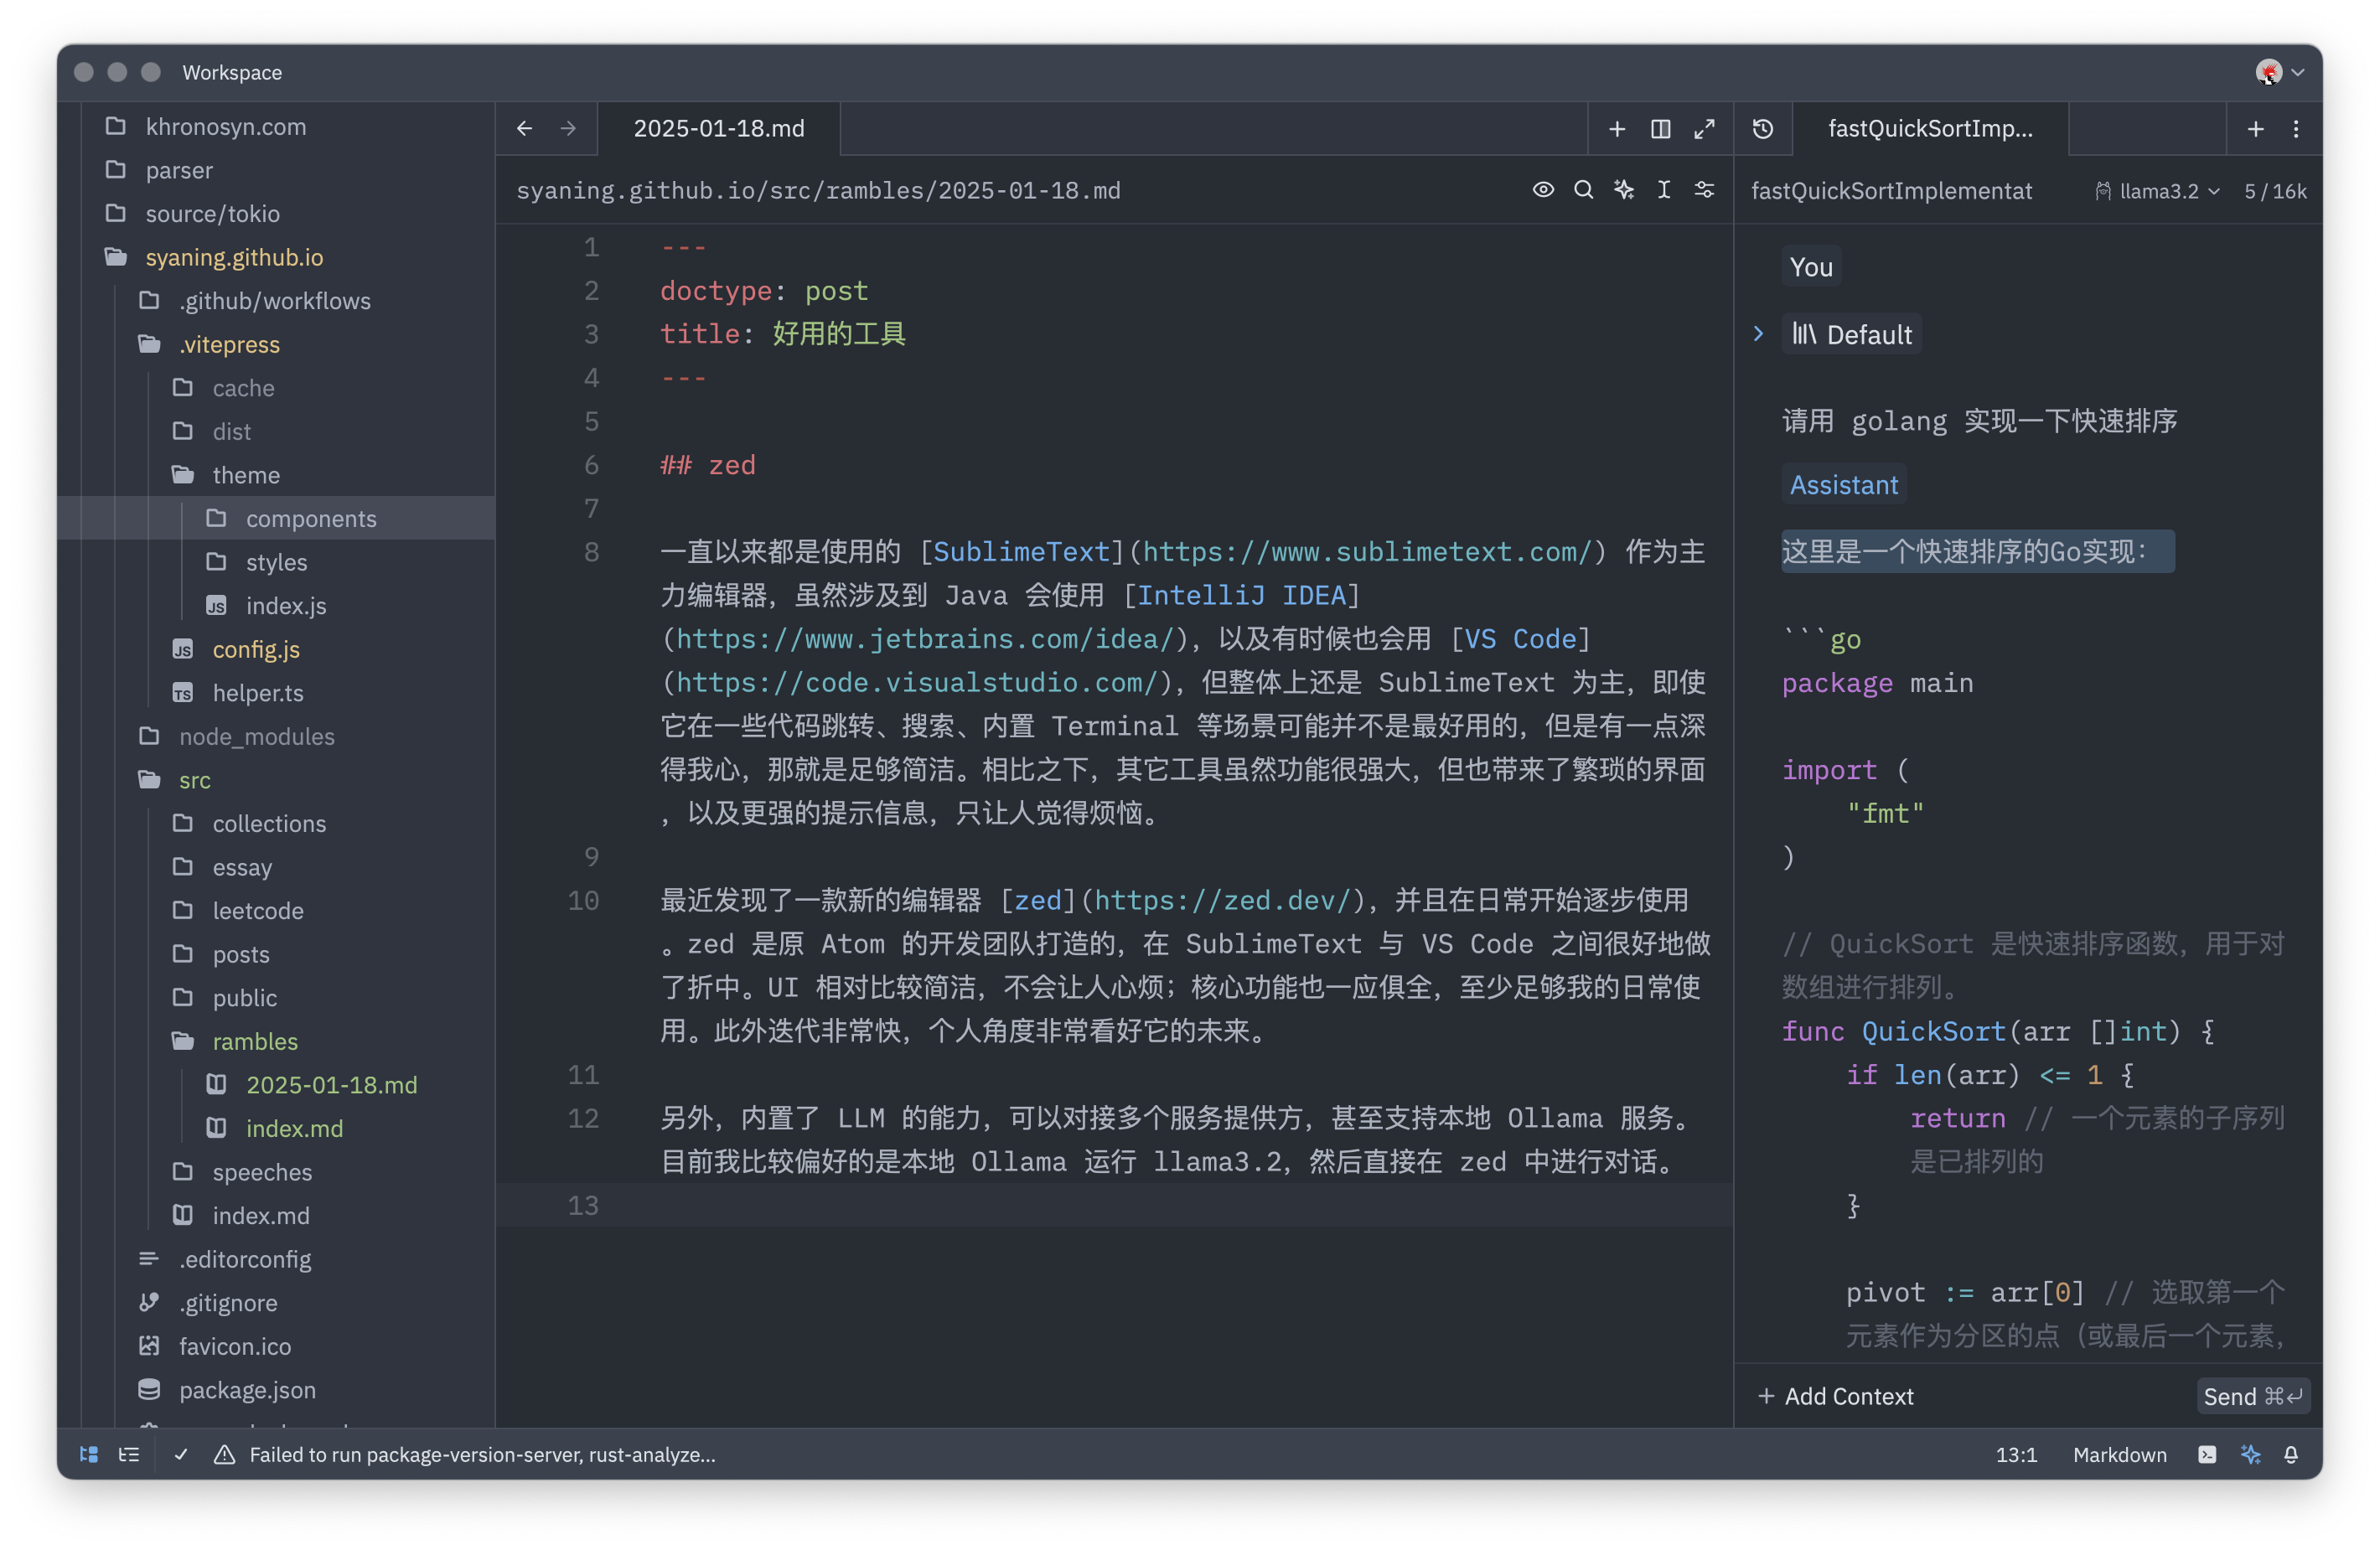 Workspace
khronosyn.com
parser
source/tokio
syaning.github.io
.github/workflows
.vitepress
cache
dist
theme
components
styles
index.js
config.js
helper.ts
node_modules
src
collections
essay
leetcode
posts
public
rambles
2025-01-18.md
index.md
speeches
index.md
.editorconfig
.gitignore
favicon.ico
package.json
2025-01-18.md
syaning.github.io/src/rambles/2025-01-18.md
1 ---
2 doctype: post
3 title: 好用的工具
4 ---
5
6 ## zed
7
8 一直以来都是使用的 [SublimeText](https://www.sublimetext.com/) 作为主
力编辑器，虽然涉及到 Java 会使用 [IntelliJ IDEA]
(https://www.jetbrains.com/idea/)，以及有时候也会用 [VS Code]
(https://code.visualstudio.com/)，但整体上还是 SublimeText 为主，即使
它在一些代码跳转、搜索、内置 Terminal 等场景可能并不是最好用的，但是有一点深
得我心，那就是足够简洁。相比之下，其它工具虽然功能很强大，但也带来了繁琐的界面
，以及更强的提示信息，只让人觉得烦恼。
9
10 最近发现了一款新的编辑器 [zed](https://zed.dev/)，并且在日常开始逐步使用
。zed 是原 Atom 的开发团队打造的，在 SublimeText 与 VS Code 之间很好地做
了折中。UI 相对比较简洁，不会让人心烦；核心功能也一应俱全，至少足够我的日常使
用。此外迭代非常快，个人角度非常看好它的未来。
11
12 另外，内置了 LLM 的能力，可以对接多个服务提供方，甚至支持本地 Ollama 服务。
目前我比较偏好的是本地 Ollama 运行 llama3.2，然后直接在 zed 中进行对话。
13
fastQuickSortImp...
fastQuickSortImplementat llama3.2 5 / 16k
You
Default
请用 golang 实现一下快速排序
Assistant
这里是一个快速排序的Go实现：
```go
package main
import (
"fmt"
)
// QuickSort 是快速排序函数，用于对
数组进行排列。
func QuickSort(arr []int) {
if len(arr) <= 1 {
return // 一个元素的子序列
是已排列的
}
pivot := arr[0] // 选取第一个
元素作为分区的点（或最后一个元素，
+ Add Context
Send ⌘↩
Failed to run package-version-server, rust-analyze...
13:1 Markdown